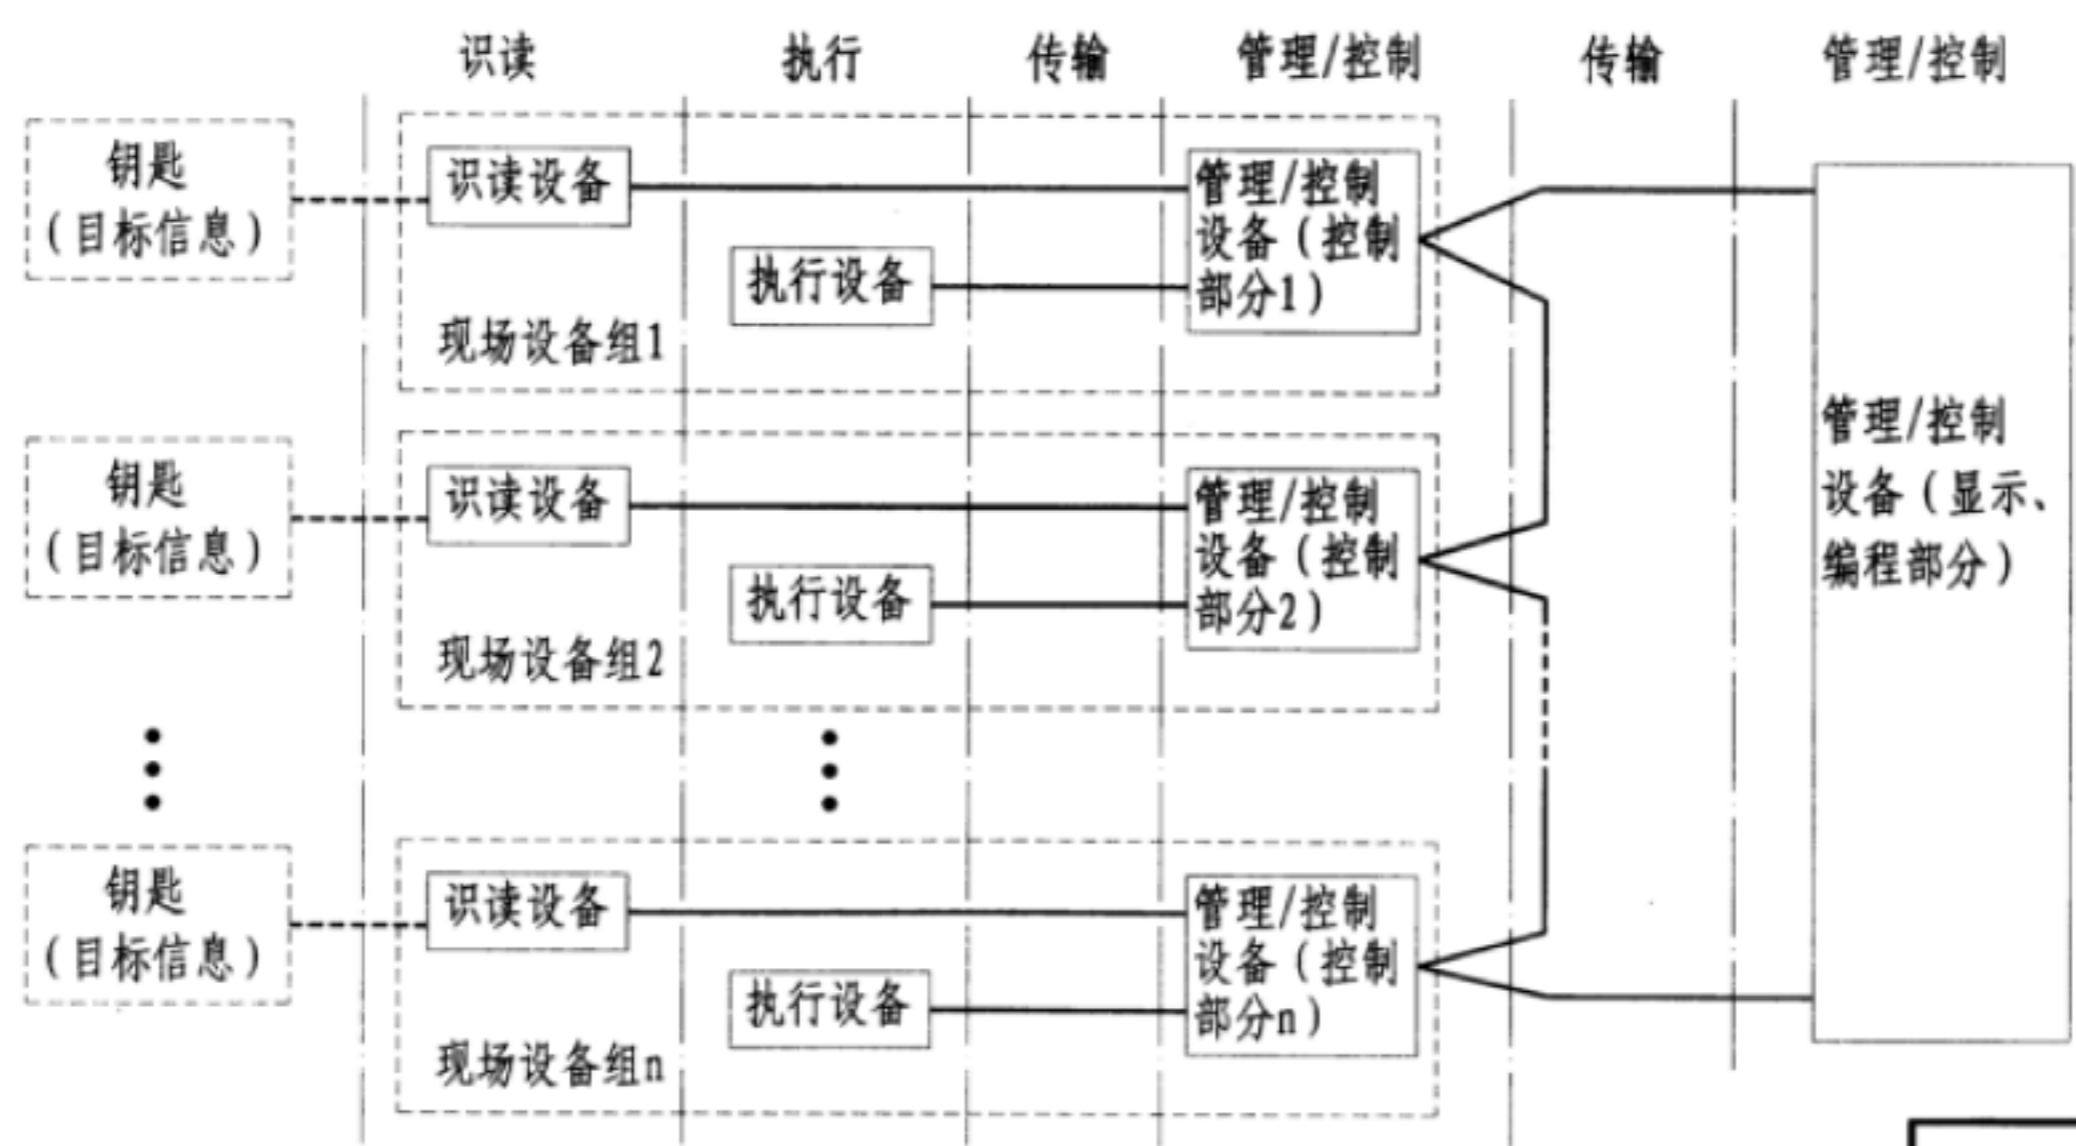 识读 执行 传输 管理/控制 传输 管理/控制
钥匙
（目标信息）
识读设备
执行设备
现场设备组1
管理/控制
设备（控制
部分1）
钥匙
（目标信息）
识读设备
执行设备
现场设备组2
管理/控制
设备（控制
部分2）
钥匙
（目标信息）
识读设备
执行设备
现场设备组n
管理/控制
设备（控制
部分n）
管理/控制
设备（显示、
编程部分）